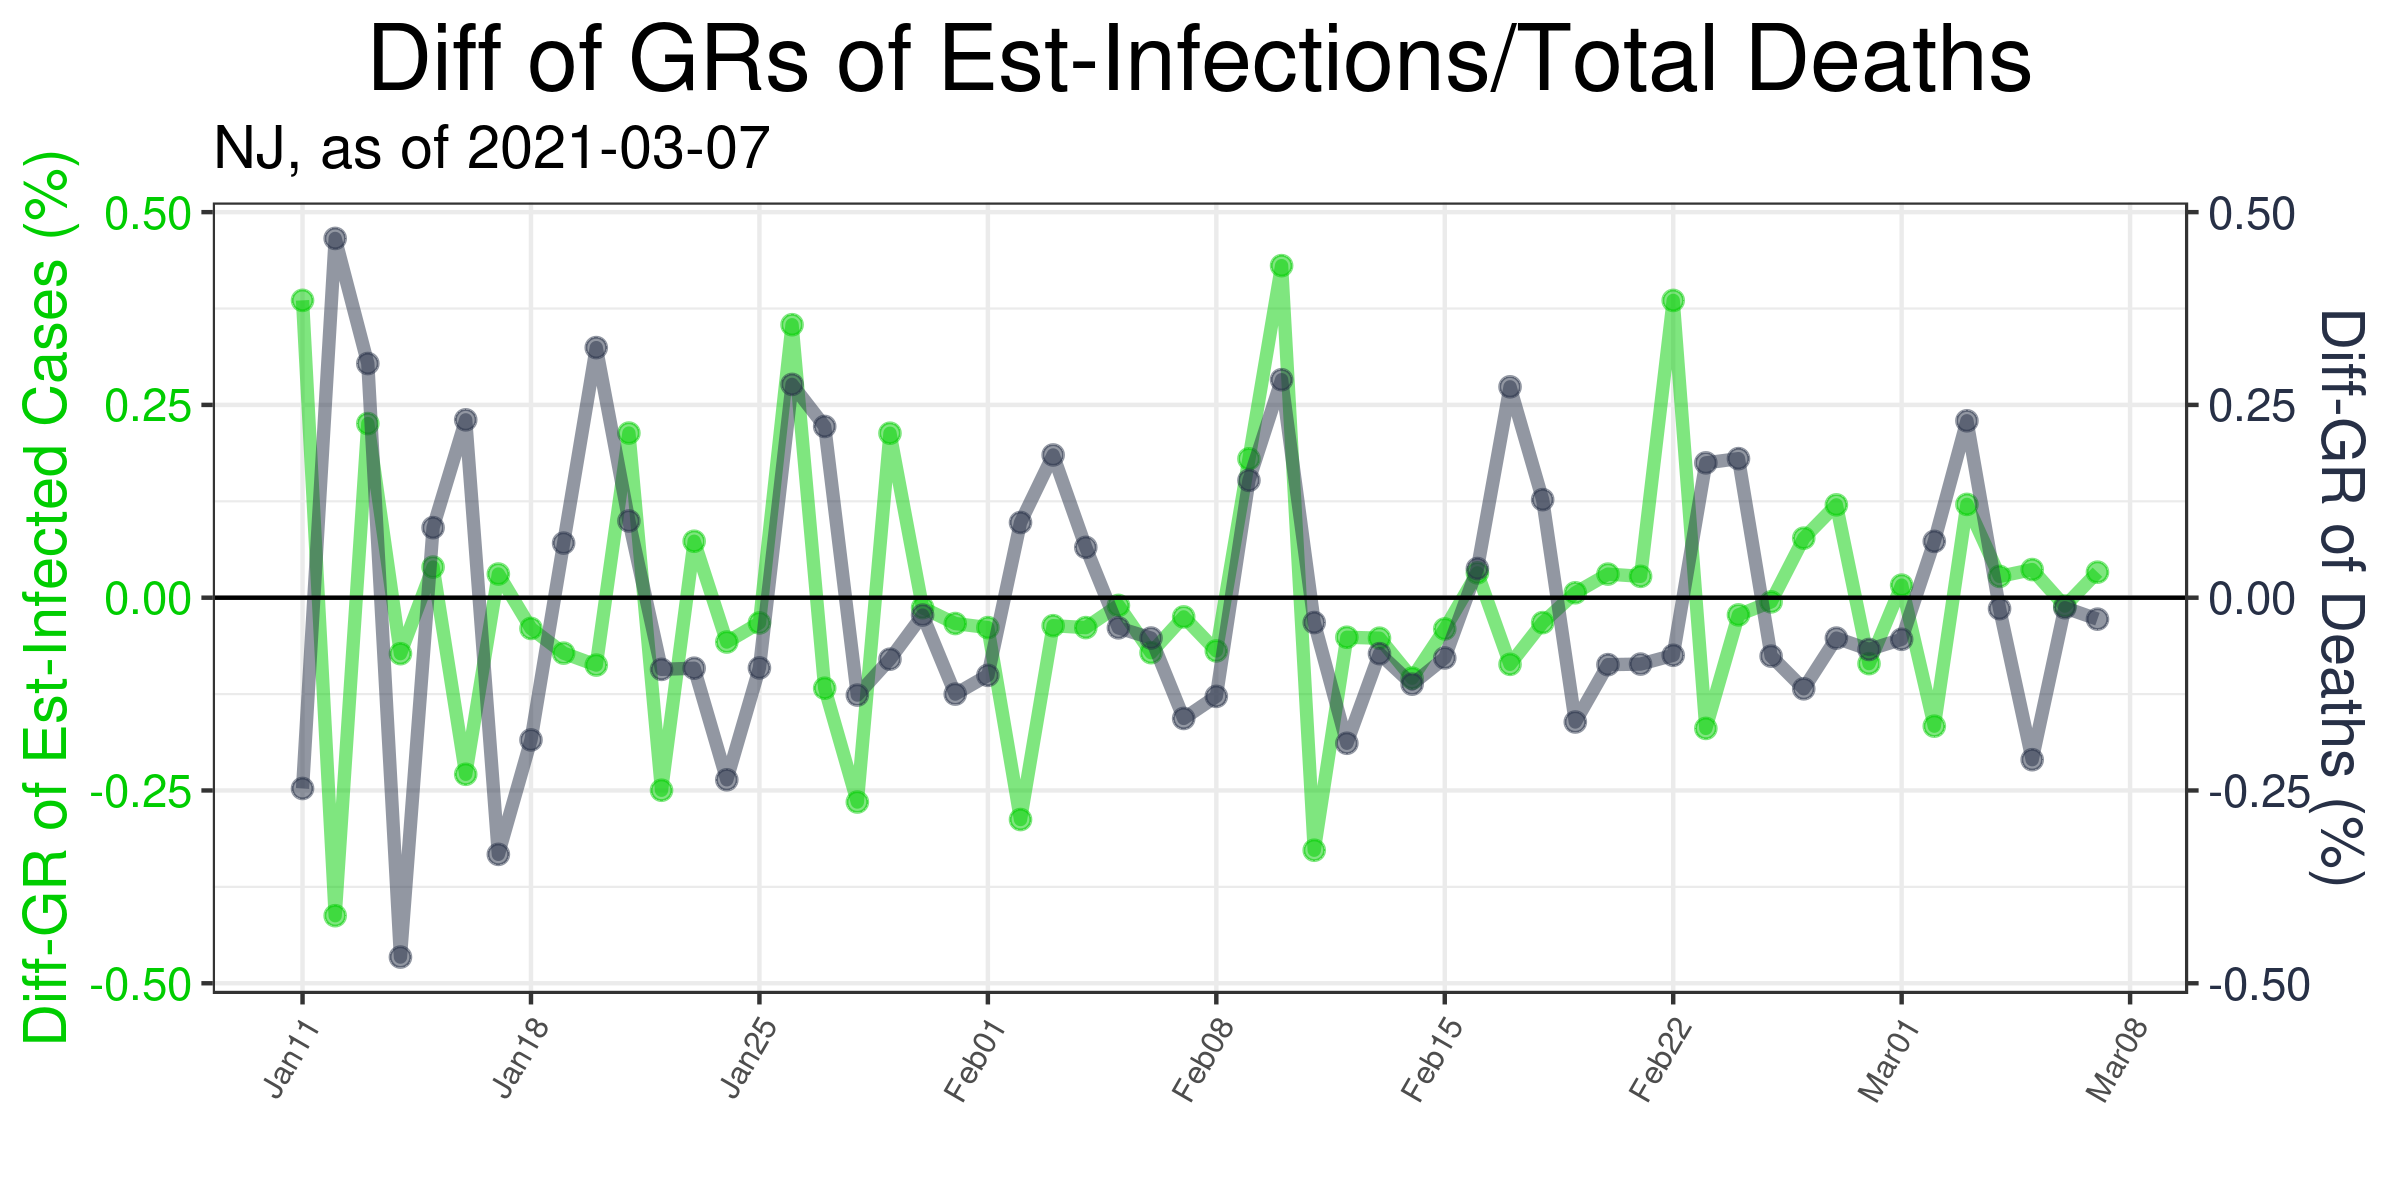 Diff of GRs of Est-Infections/Total Deaths
NJ, as of 2021-03-07
Diff-GR of Est-Infected Cases (%)
0.50
0.25
0.00
-0.25
-0.50
0.50
0.25
0.00
-0.25
-0.50
Diff-GR of Deaths (%)
Jan11
Jan18
Jan25
Feb01
Feb08
Feb15
Feb22
Mar01
Mar08